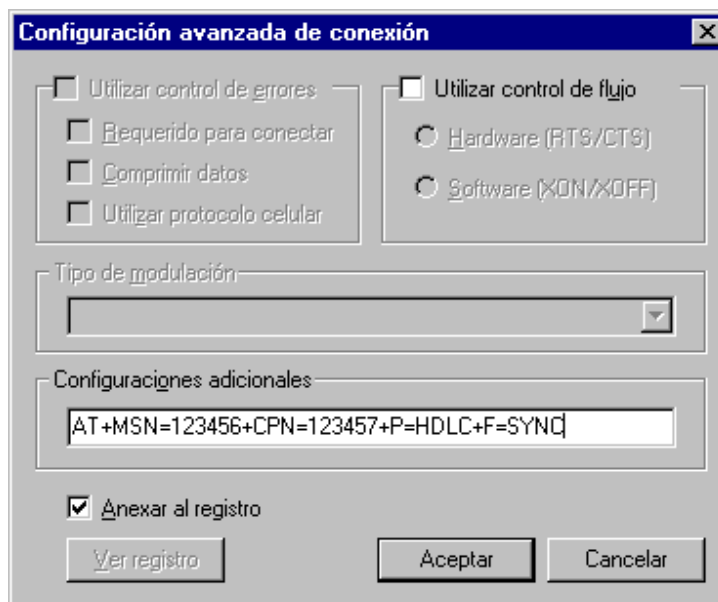 Configuración avanzada de conexión
Utilizar control de errores
Requerido para conectar
Comprimir datos
Utilizar protocolo celular
Utilizar control de flujo
Hardware (RTS/CTS)
Software (XON/XOFF)
Tipo de modulación
Configuraciones adicionales
AT+MSN=123456+CPN=123457+P=HDLC+F=SYNC
Anexar al registro
Ver registro
Aceptar
Cancelar